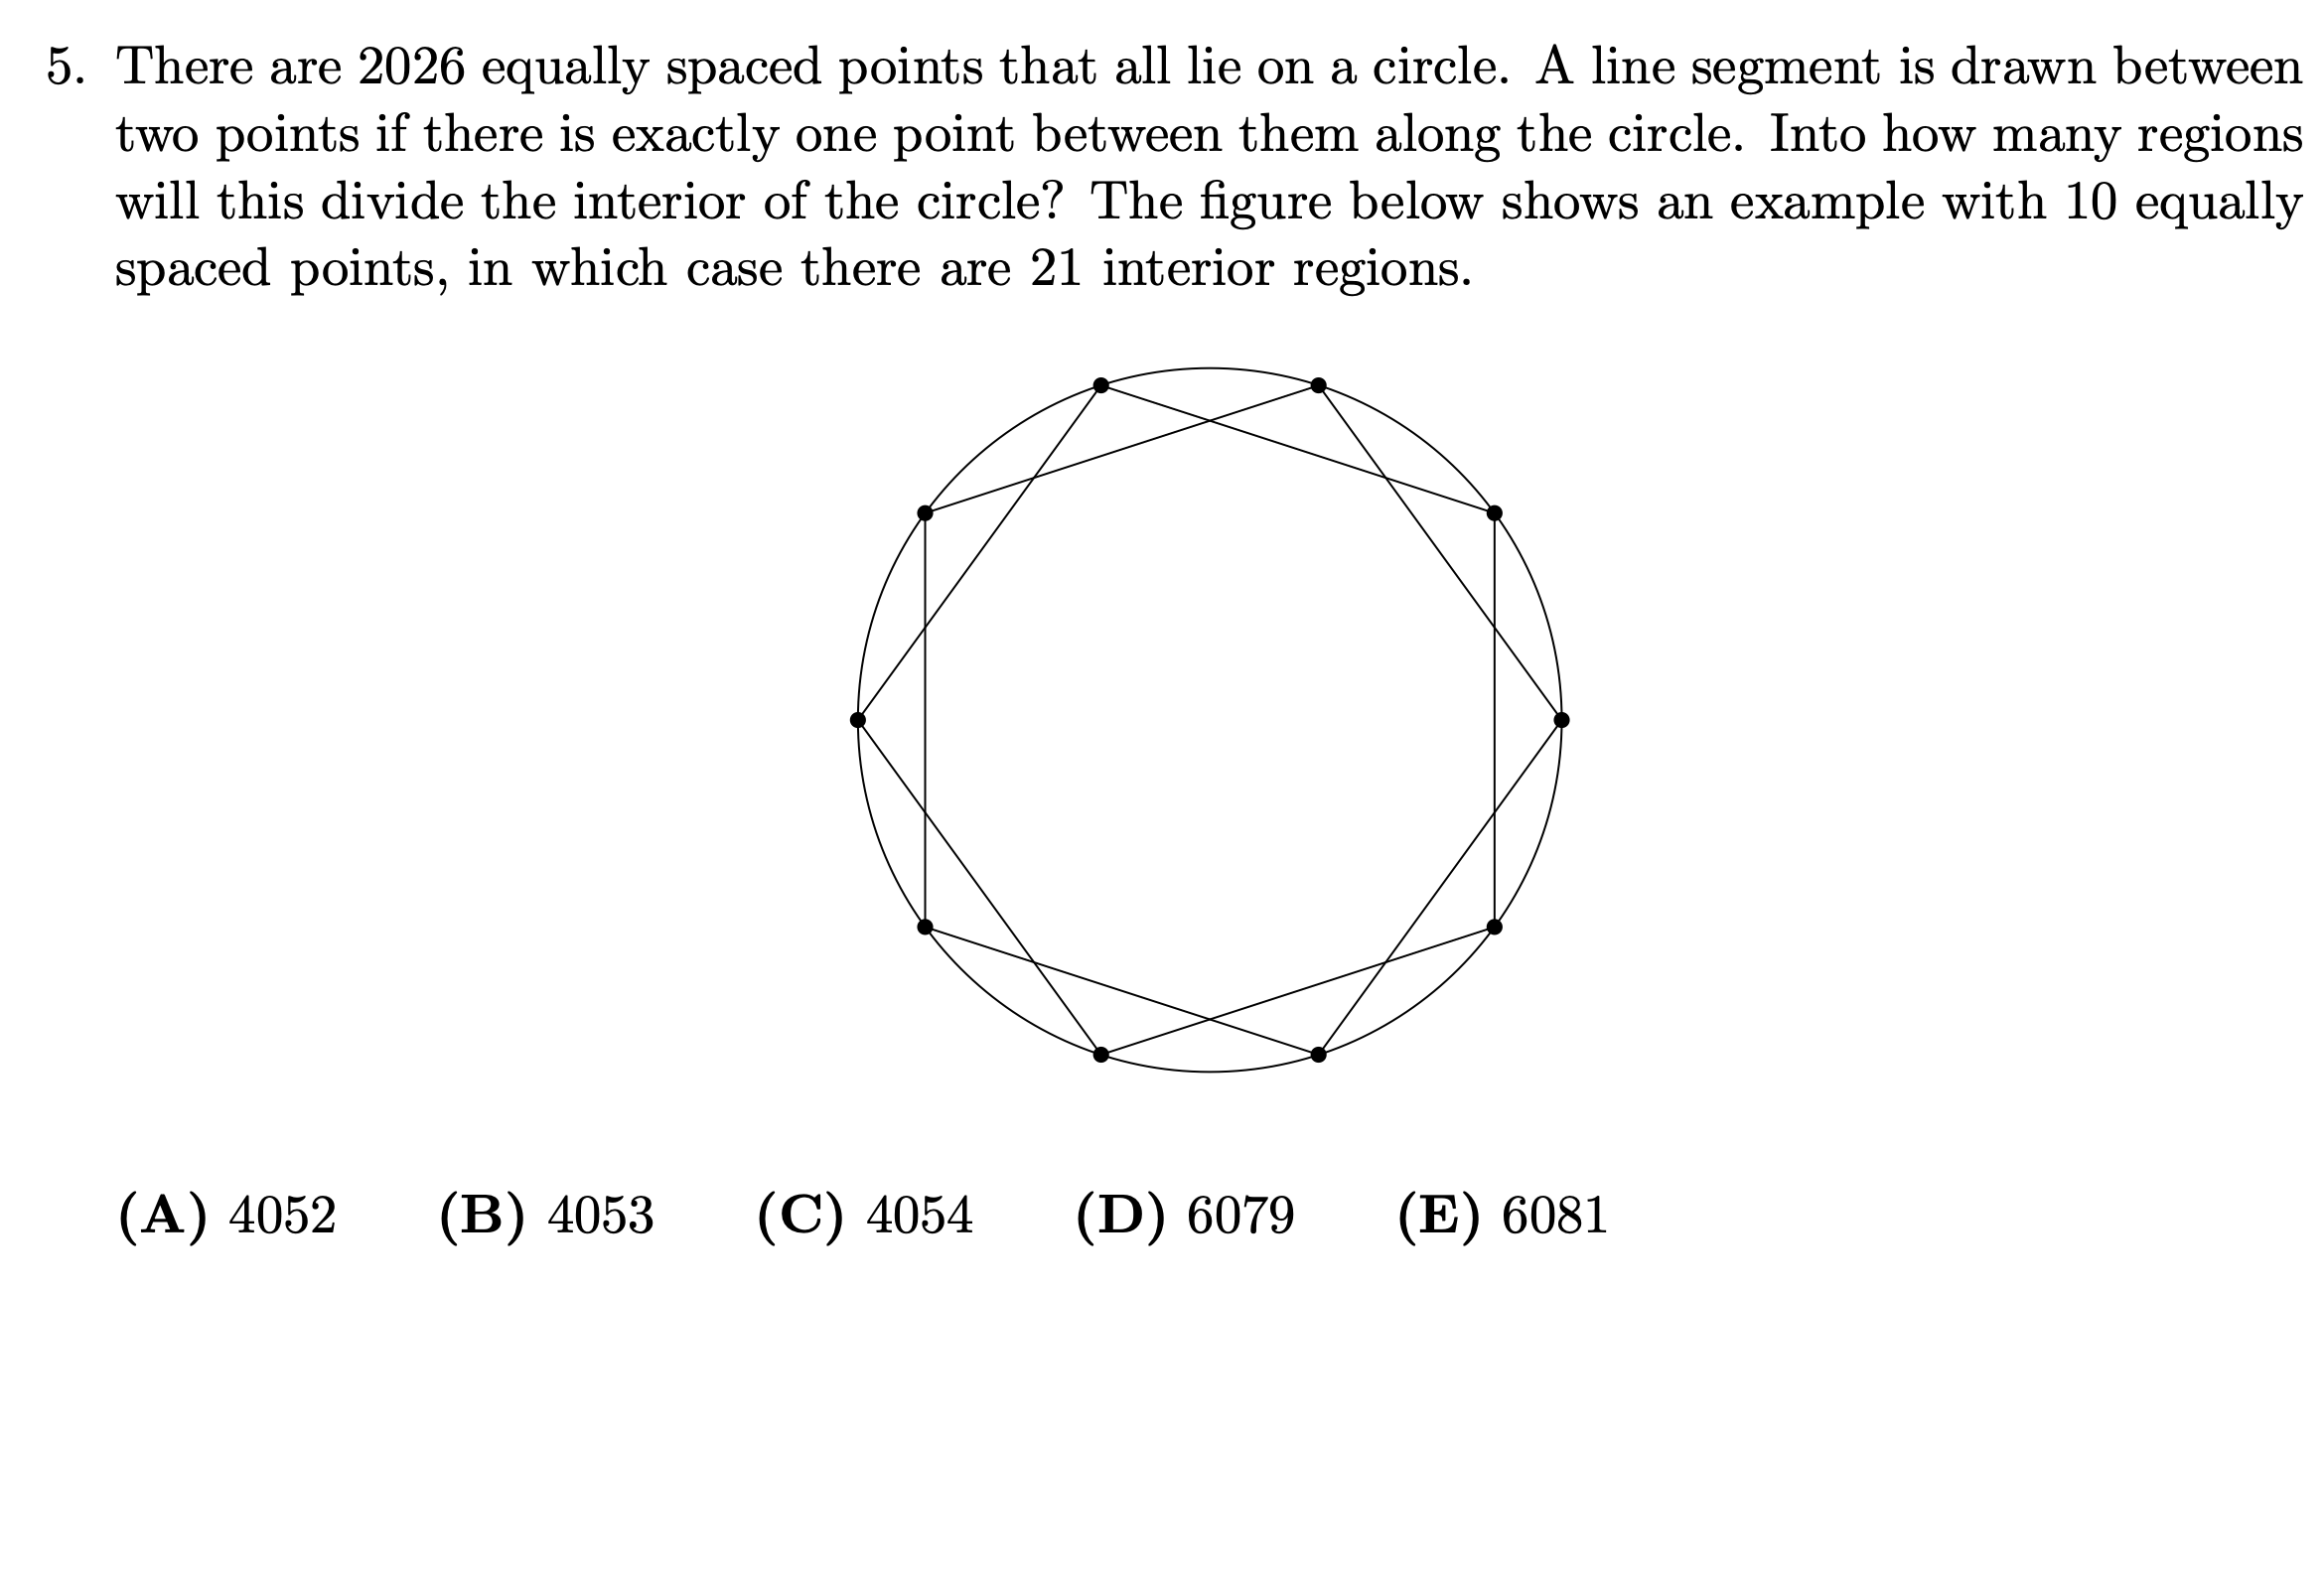 5. There are 2026 equally spaced points that all lie on a circle. A line segment is drawn between
two points if there is exactly one point between them along the circle. Into how many regions
will this divide the interior of the circle? The figure below shows an example with 10 equally
spaced points, in which case there are 21 interior regions.
(A) 4052 (B) 4053 (C) 4054 (D) 6079 (E) 6081